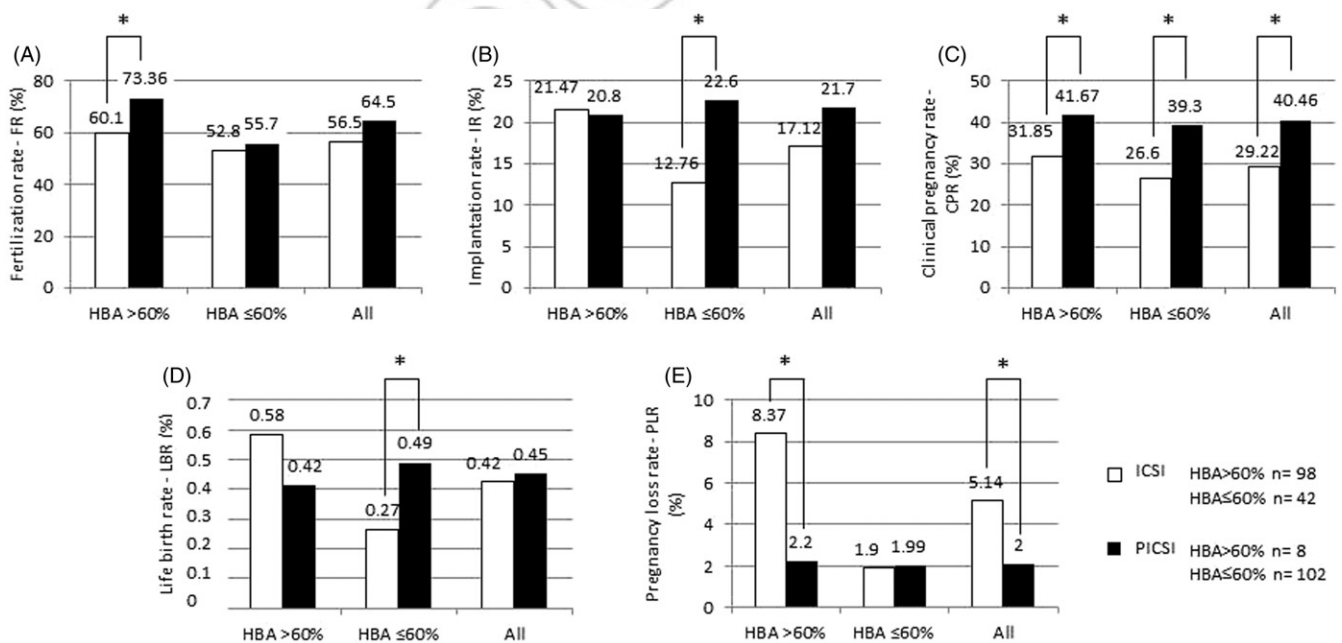 (A)
*
Fertilization rate - FR (%)
80
60
40
20
0
60.1
73.36
52.8
55.7
56.5
64.5
HBA >60%
HBA ≤60%
All
(B)
*
Implantation rate - IR (%)
25
20
15
10
5
0
21.47
20.8
12.76
22.6
17.12
21.7
HBA >60%
HBA ≤60%
All
(C)
*
*
*
Clinical pregnancy rate -
CPR (%)
50
40
30
20
10
0
31.85
41.67
26.6
39.3
29.22
40.46
HBA >60%
HBA ≤60%
All
(D)
*
Life birth rate - LBR (%)
0.7
0.6
0.5
0.4
0.3
0.2
0.1
0
0.58
0.42
0.27
0.49
0.42
0.45
HBA >60%
HBA ≤60%
All
(E)
*
*
Pregnancy loss rate - PLR
(%)
10
8
6
4
2
0
8.37
2.2
1.9
1.99
5.14
2
HBA >60%
HBA ≤60%
All
ICSI HBA>60% n= 98
HBA≤60% n= 42
PICSI HBA>60% n= 8
HBA≤60% n= 102